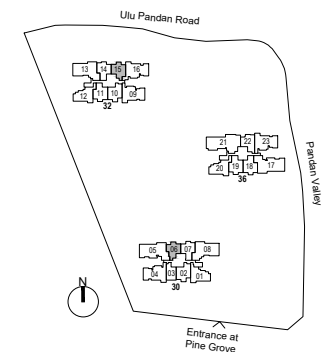 Ulu Pandan Road
13 14 15 16
12 11 10 09
32
21 22 23
20 19 18 17
36
Pandan Valley
05 06 07 08
04 03 02 01
30
N
Entrance at
Pine Grove